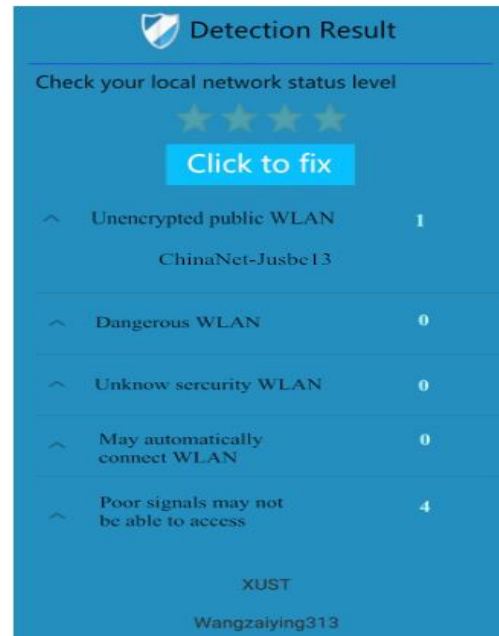 Detection Result
Check your local network status level
Click to fix
Unencrypted public WLAN 1
ChinaNet-Jusbe13
Dangerous WLAN 0
Unknow sercurity WLAN 0
May automatically 0
connect WLAN
Poor signals may not 4
be able to access
XUST
Wangzaiying313